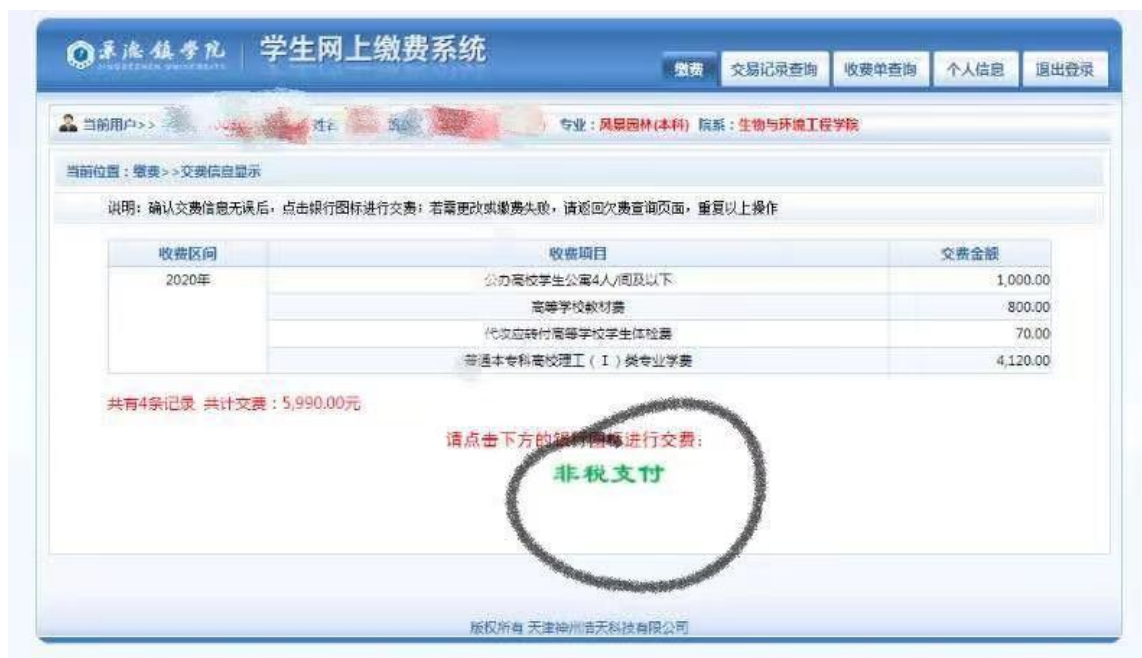 景德镇学院 学生网上缴费系统
JINGDEZHEN UNIVERSITY
缴费 交易记录查询 收费单查询 个人信息 退出登录
当前用户>> 姓名 专业：风景园林(本科) 院系：生物与环境工程学院
当前位置：缴费>>交费信息显示
说明：确认交费信息无误后，点击银行图标进行交费；若需更改或缴费失败，请返回欠费查询页面，重复以上操作
收费区间 收费项目 交费金额
2020年 公办高校学生公寓4人/间及以下 1,000.00
高等学校教材费 800.00
代收应转付高等学校学生体检费 70.00
普通本专科高校理工（I）类专业学费 4,120.00
共有4条记录 共计交费：5,990.00元
请点击下方的银行图标进行交费：
非税支付
版权所有 天津神州浩天科技有限公司